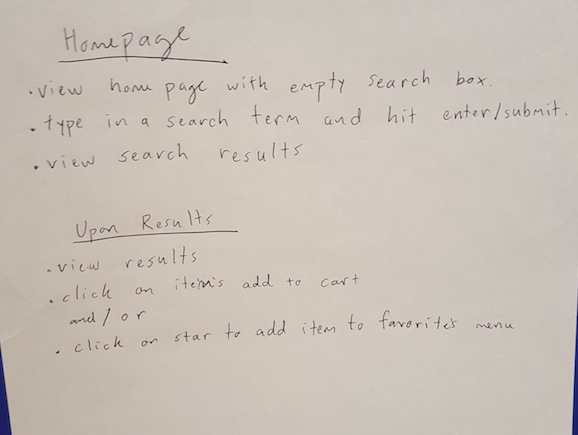 Homepage
• view home page with empty search box.
• type in a search term and hit enter/submit.
• view search results
Upon Results
• view results
• click on item's add to cart
and/or
• click on star to add item to favorites menu